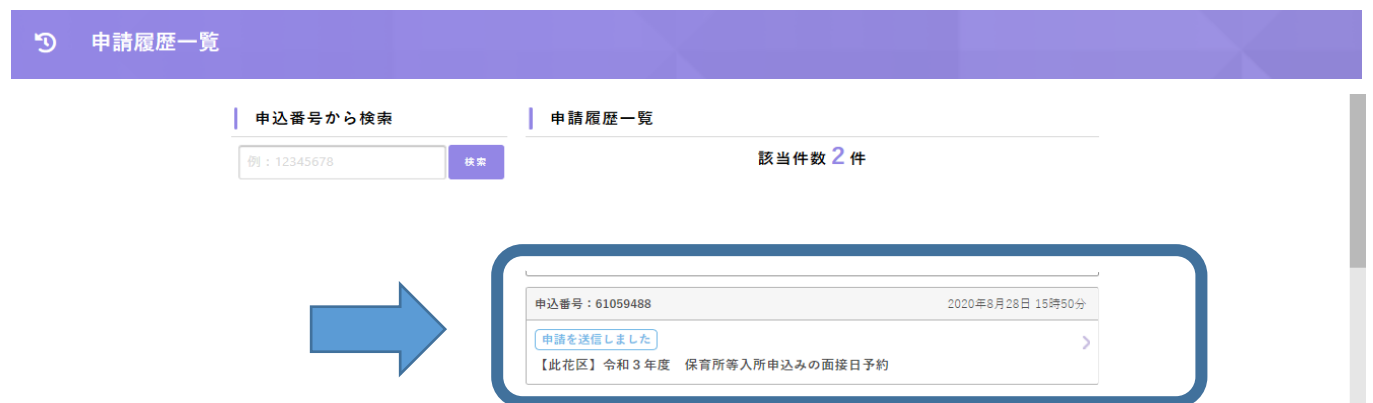 申請履歴一覧
申込番号から検索
例：12345678
検索
申請履歴一覧
該当件数 2 件
申込番号：61059488
2020年8月28日 15時50分
申請を送信しました
【此花区】令和３年度　保育所等入所申込みの面接日予約